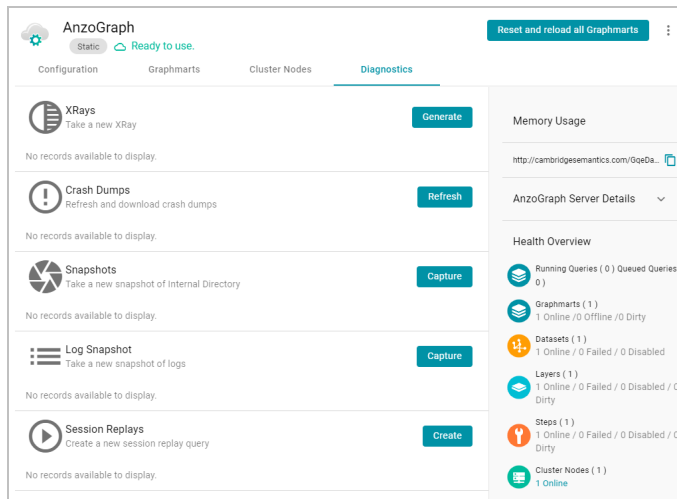 AnzoGraph
Static Ready to use.
Reset and reload all Graphmarts
Configuration Graphmarts Cluster Nodes Diagnostics
XRays
Take a new XRay
Generate
No records available to display.
Crash Dumps
Refresh and download crash dumps
Refresh
No records available to display.
Snapshots
Take a new snapshot of Internal Directory
Capture
No records available to display.
Log Snapshot
Take a new snapshot of logs
Capture
No records available to display.
Session Replays
Create a new session replay query
Create
No records available to display.
Memory Usage
http://cambridgesemantics.com/GqeDa...
AnzoGraph Server Details
Health Overview
Running Queries ( 0 ) Queued Queries
0 )
Graphmarts ( 1 )
1 Online /0 Offline /0 Dirty
Datasets ( 1 )
1 Online / 0 Failed / 0 Disabled
Layers ( 1 )
1 Online / 0 Failed / 0 Disabled / 0
Dirty
Steps ( 1 )
1 Online / 0 Failed / 0 Disabled / 0
Dirty
Cluster Nodes ( 1 )
1 Online